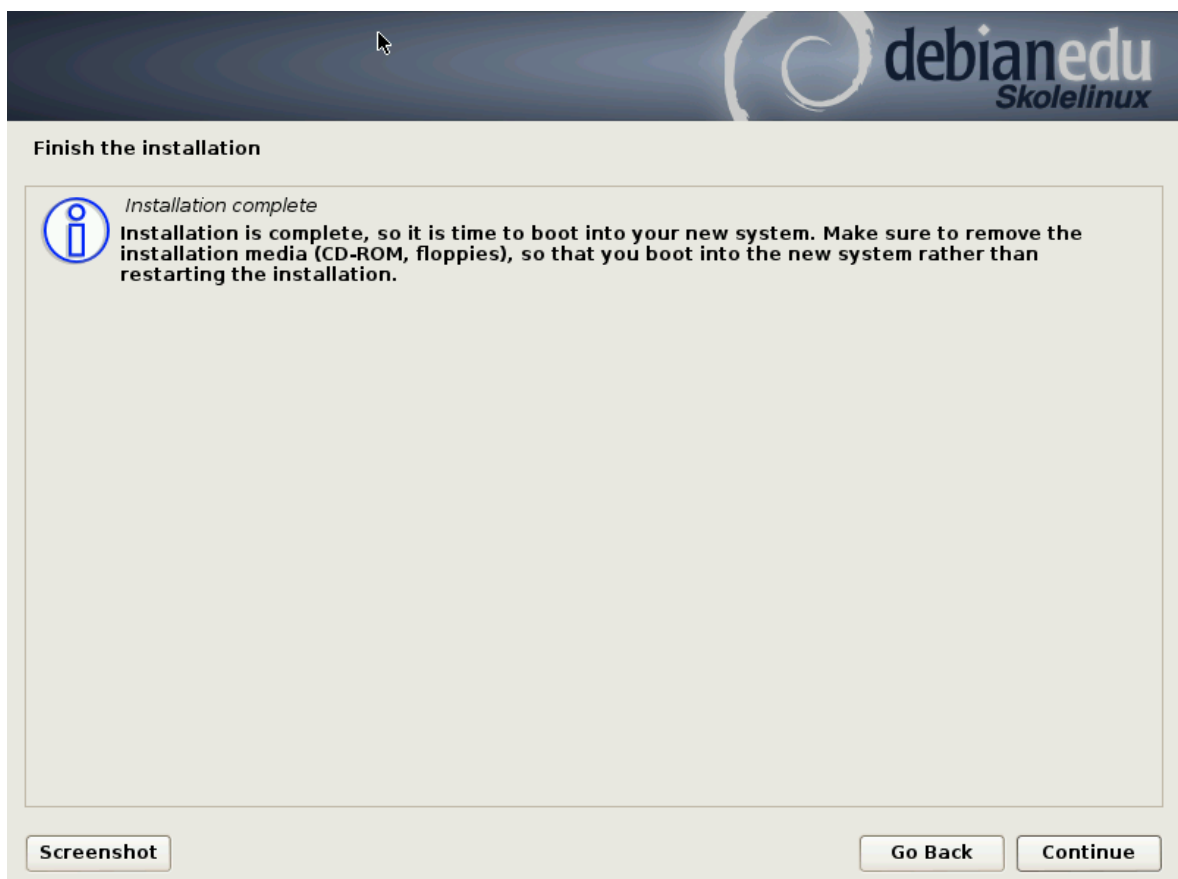 debianedu
Skolelinux
Finish the installation
Installation complete
Installation is complete, so it is time to boot into your new system. Make sure to remove the
installation media (CD-ROM, floppies), so that you boot into the new system rather than
restarting the installation.
Screenshot
Go Back
Continue